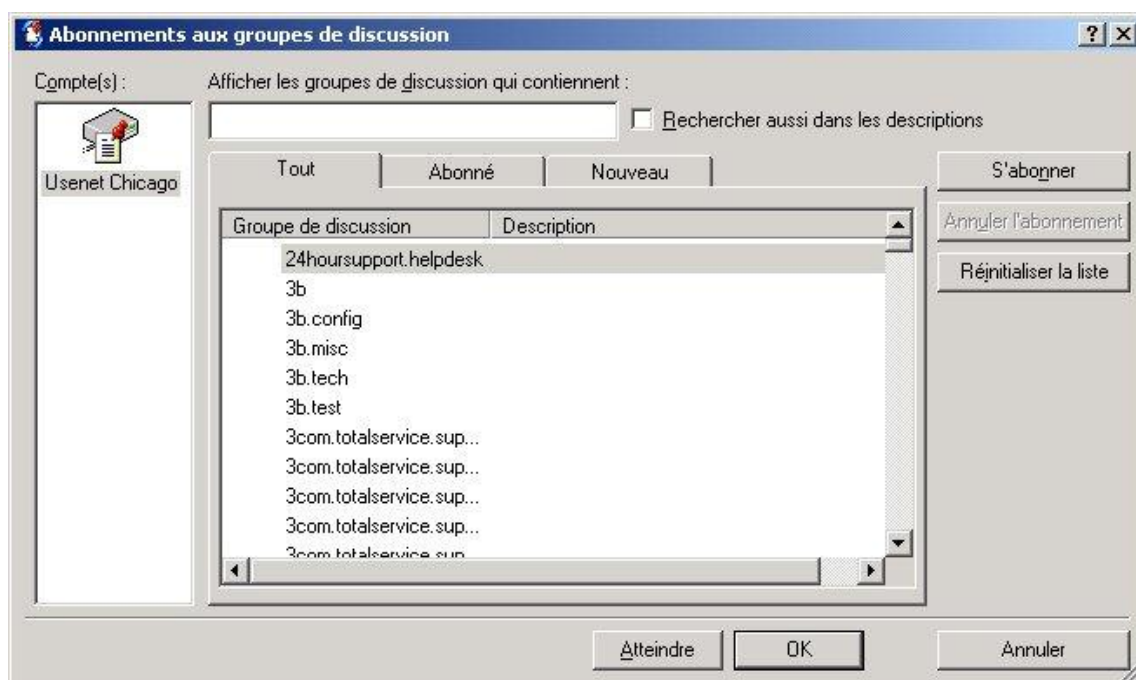 Abonnements aux groupes de discussion
Compte(s) :
Afficher les groupes de discussion qui contiennent :
Rechercher aussi dans les descriptions
Usenet Chicago
Tout
Abonné
Nouveau
S'abonner
Annuler l'abonnement
Réinitialiser la liste
Groupe de discussion
Description
24hoursupport.helpdesk
3b
3b.config
3b.misc
3b.tech
3b.test
3com.totalservice.sup...
3com.totalservice.sup...
3com.totalservice.sup...
3com.totalservice.sup...
3com.totalservice.sup
Atteindre
OK
Annuler